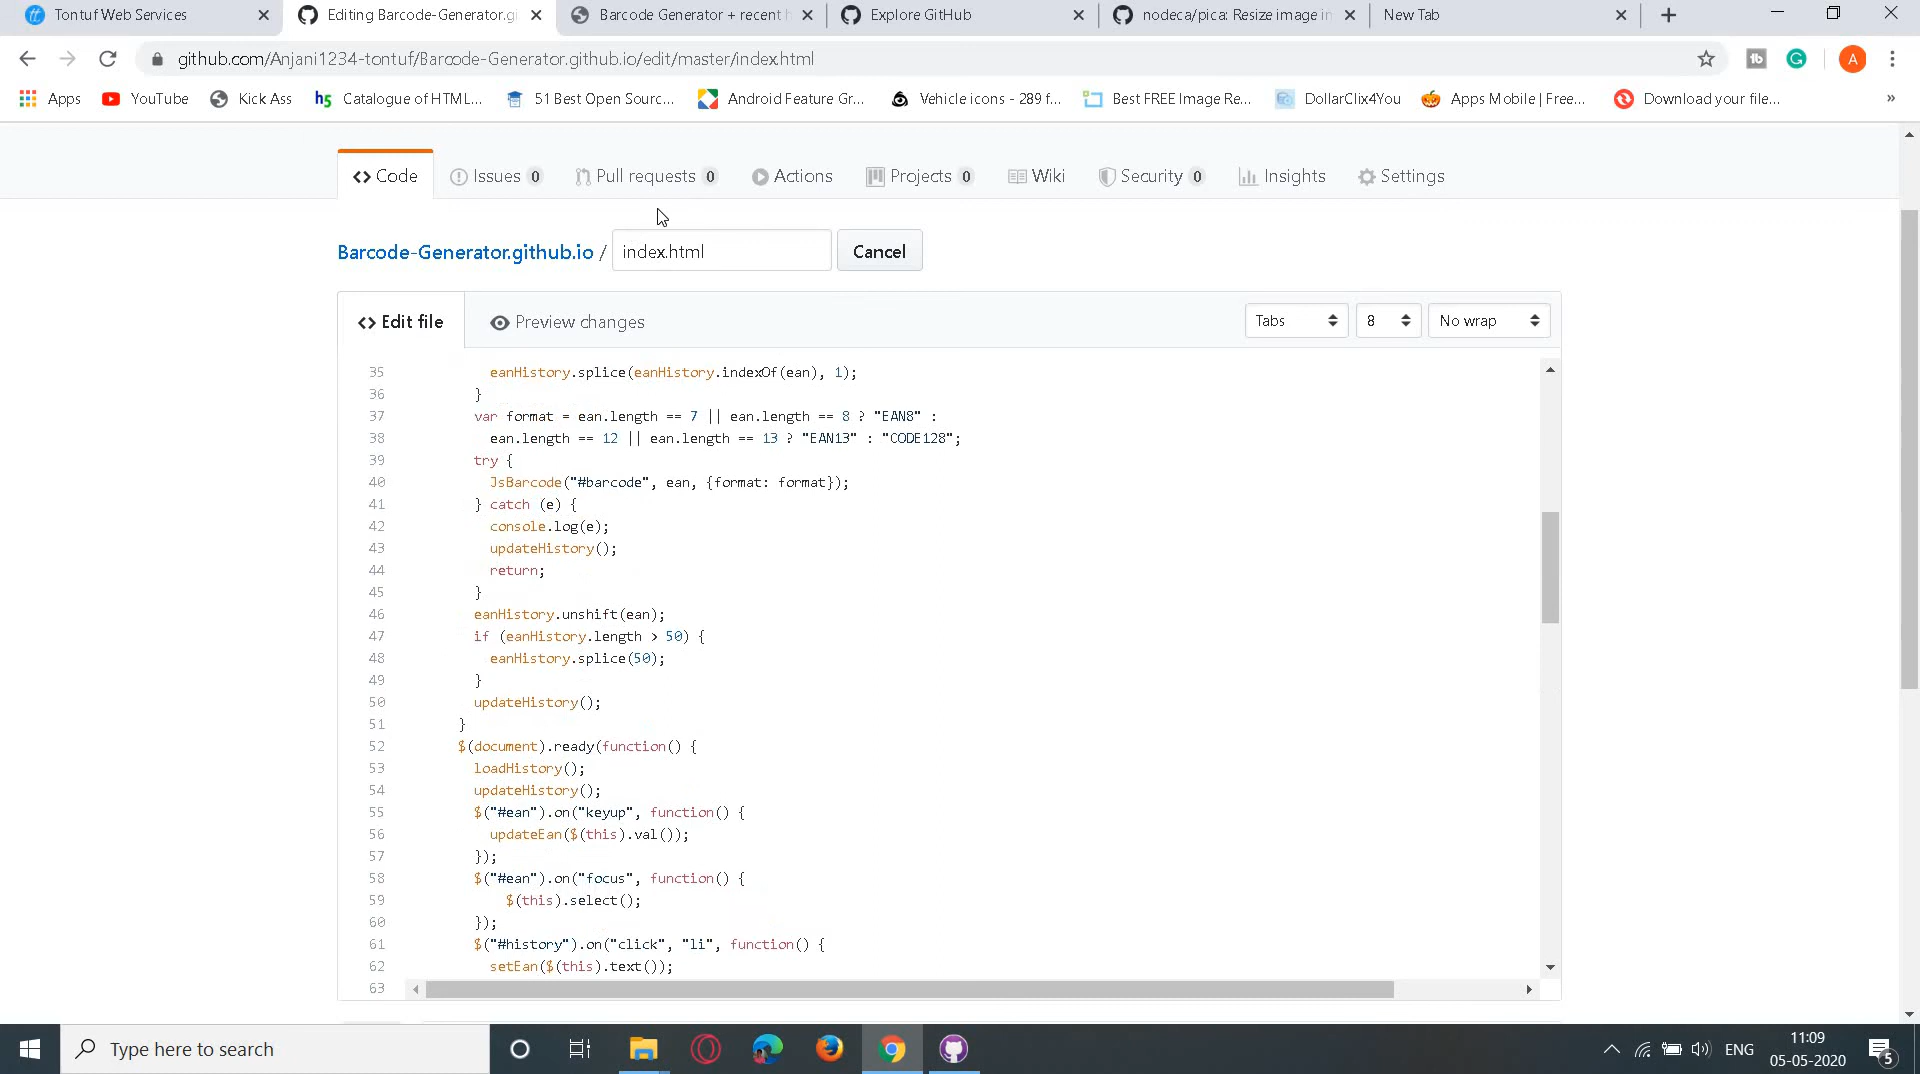 Tontuf Web Services
Editing Barcode-Generator.gi
Barcode Generator + recent h
Explore GitHub
nodeca/pica: Resize image in
New Tab
github.com/Anjani1234-tontuf/Barcode-Generator.github.io/edit/master/index.html
A
Apps
YouTube
Kick Ass
h5 Catalogue of HTML...
51 Best Open Sourc...
Android Feature Gr...
Vehicle icons - 289 f...
Best FREE Image Re...
DollarClix4You
Apps Mobile | Free...
Download your file...
»
Code
Issues 0
Pull requests 0
Actions
Projects 0
Wiki
Security 0
Insights
Settings
Barcode-Generator.github.io / index.html
Cancel
<> Edit file
Preview changes
Tabs
8
No wrap
35 eanHistory.splice(eanHistory.indexOf(ean), 1);
36 }
37 var format = ean.length == 7 || ean.length == 8 ? "EAN8" :
38 ean.length == 12 || ean.length == 13 ? "EAN13" : "CODE128";
39 try {
40 JsBarcode("#barcode", ean, {format: format});
41 } catch (e) {
42 console.log(e);
43 updateHistory();
44 return;
45 }
46 eanHistory.unshift(ean);
47 if (eanHistory.length > 50) {
48 eanHistory.splice(50);
49 }
50 updateHistory();
51 }
52 $(document).ready(function() {
53 loadHistory();
54 updateHistory();
55 $("#ean").on("keyup", function() {
56 updateEan($(this).val());
57 });
58 $("#ean").on("focus", function() {
59 $(this).select();
60 });
61 $("#history").on("click", "li", function() {
62 setEan($(this).text());
63
Type here to search
ENG
11:09
05-05-2020
5